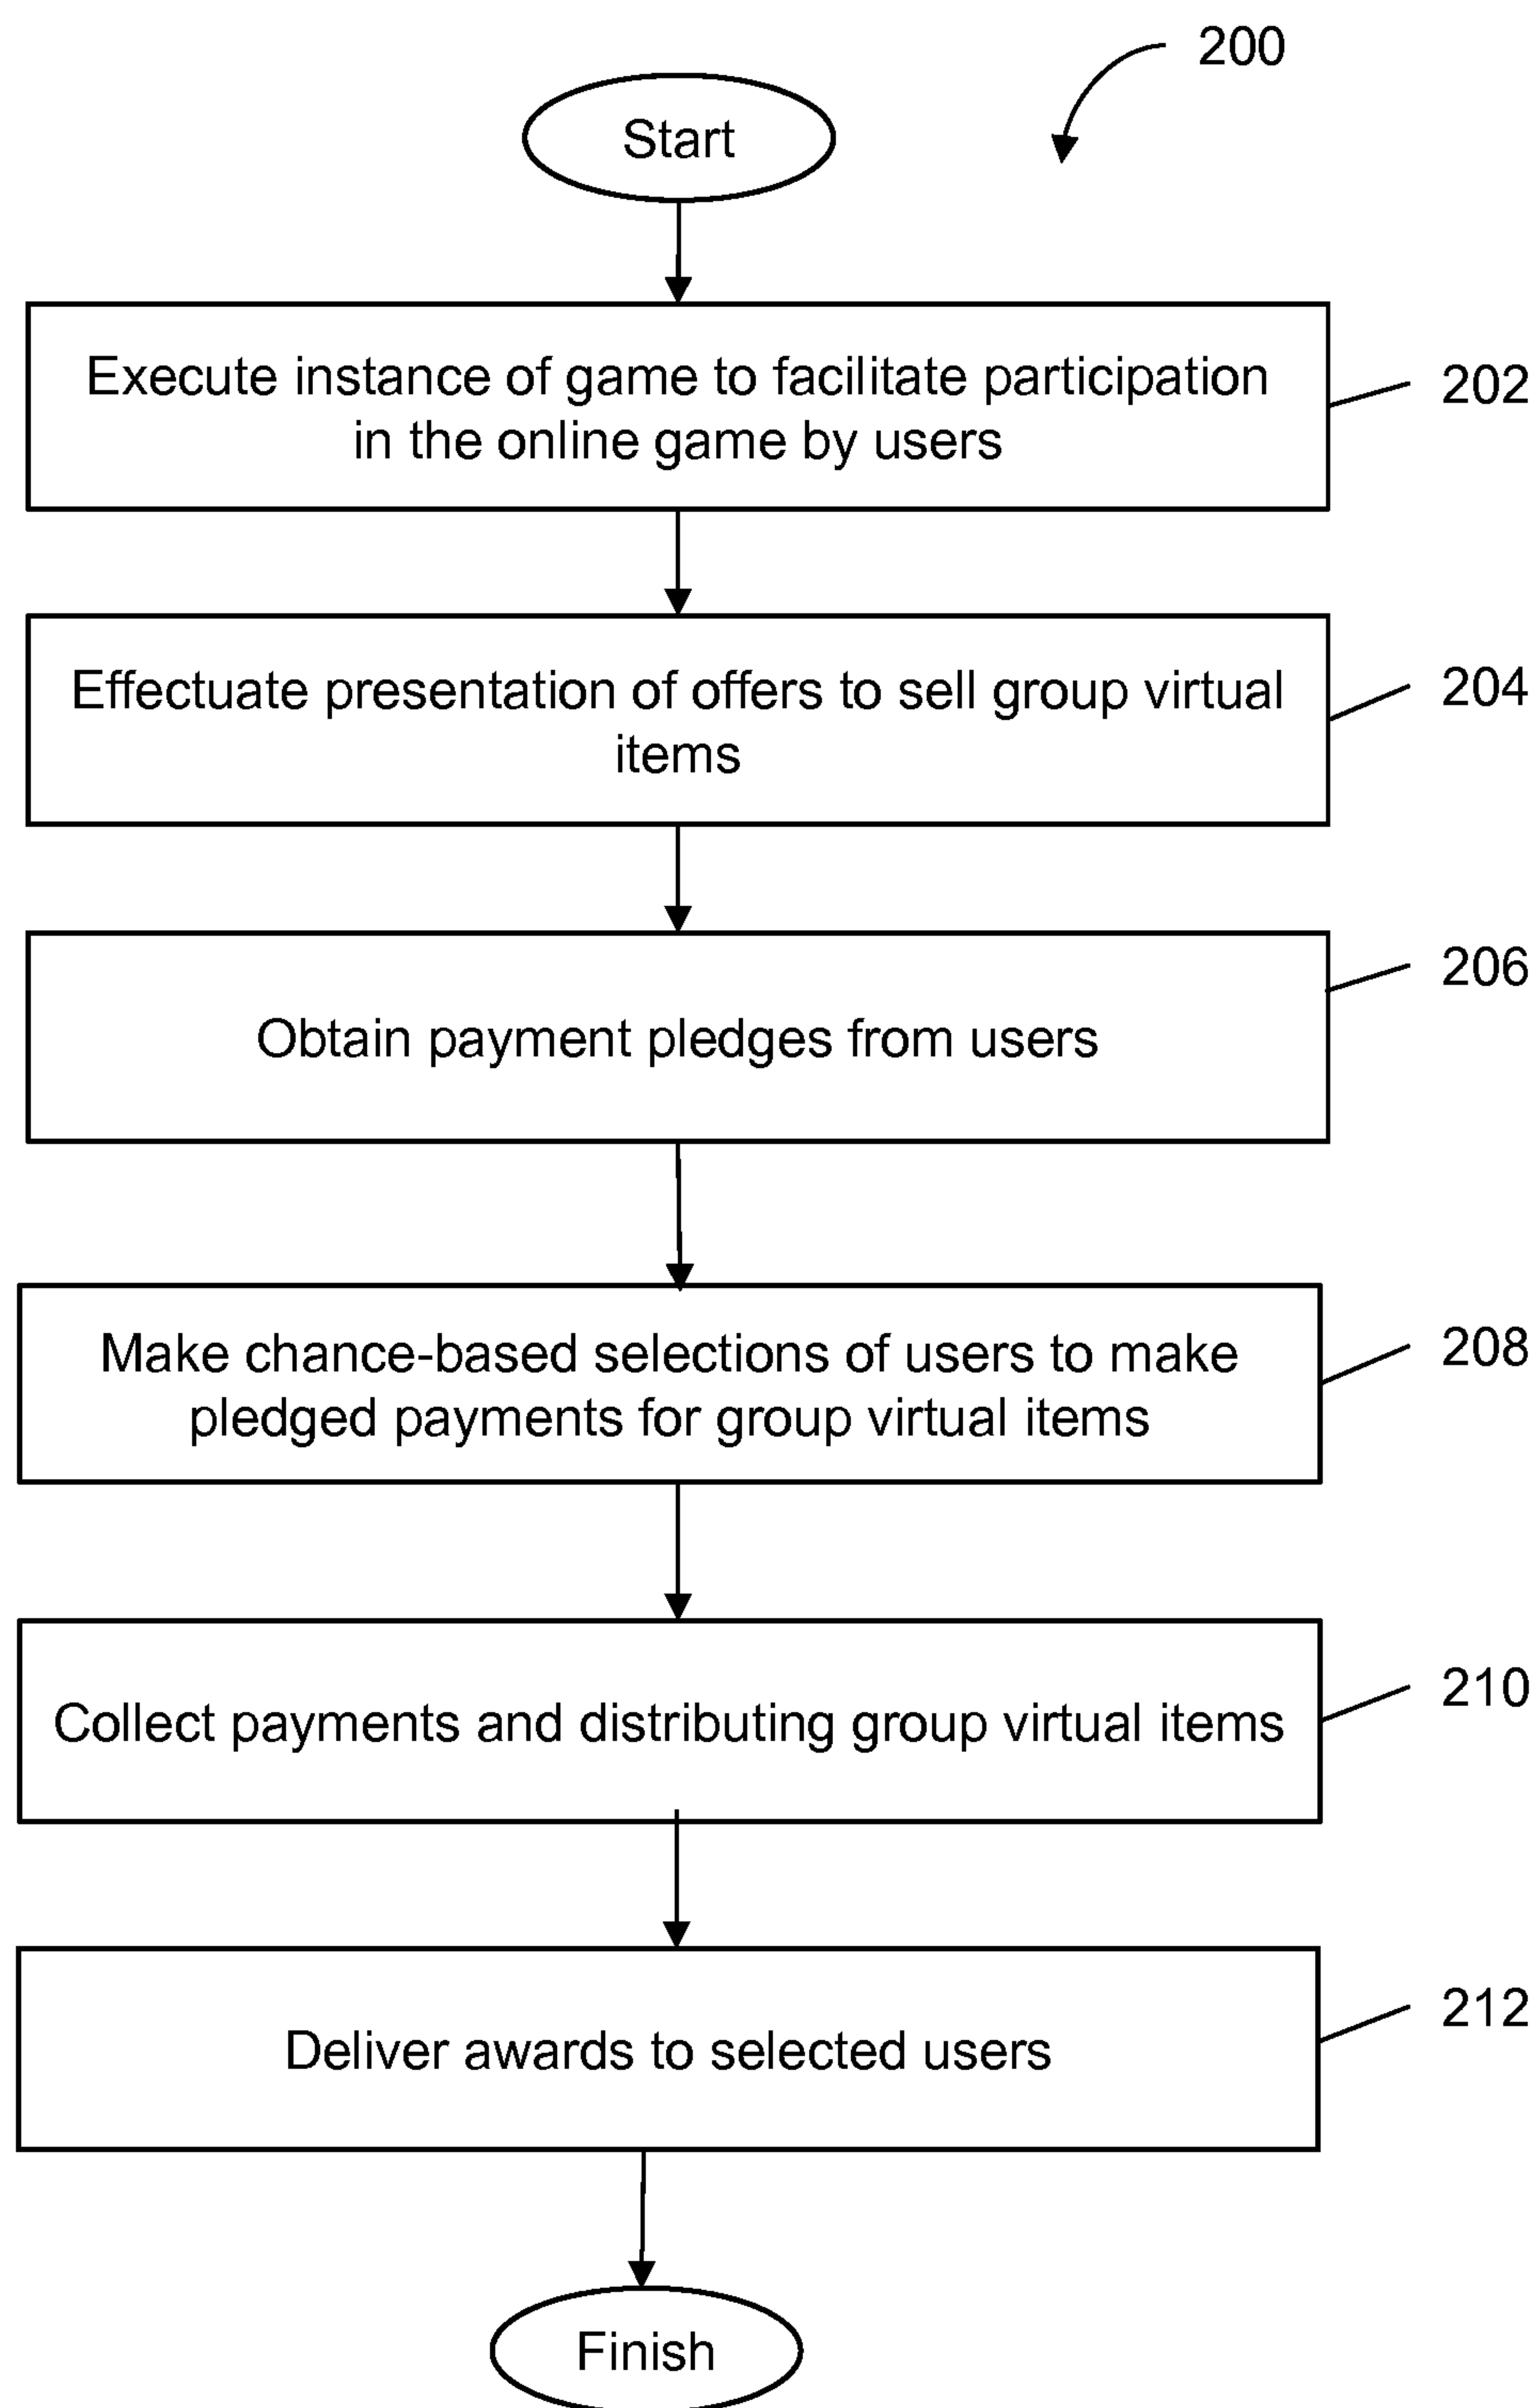 200
Start
Execute instance of game to facilitate participation
in the online game by users
202
Effectuate presentation of offers to sell group virtual
items
204
Obtain payment pledges from users
206
Make chance-based selections of users to make
pledged payments for group virtual items
208
Collect payments and distributing group virtual items
210
Deliver awards to selected users
212
Finish